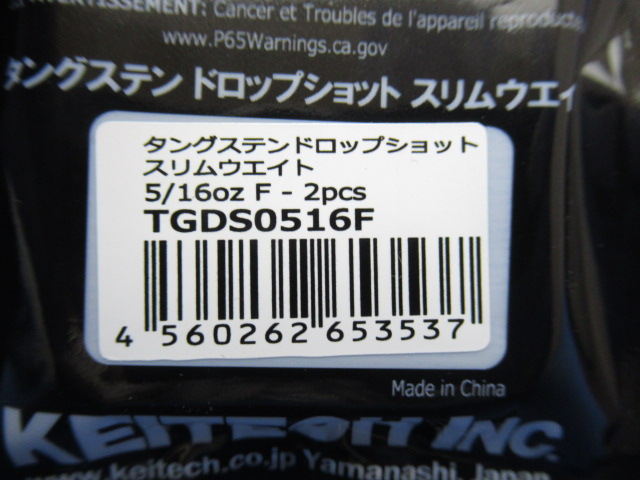 AVERTISSEMENT: Cancer et Troubles de l'appareil reproducte
www.P65Warnings.ca.gov
タングステン ドロップショット スリムウエイ
タングステンドロップショット
スリムウエイト
5/16oz F - 2pcs
TGDS0516F
4 560262 653537
Made in China
KEITECH INC.
www.keitech.co.jp Yamanashi, Japan